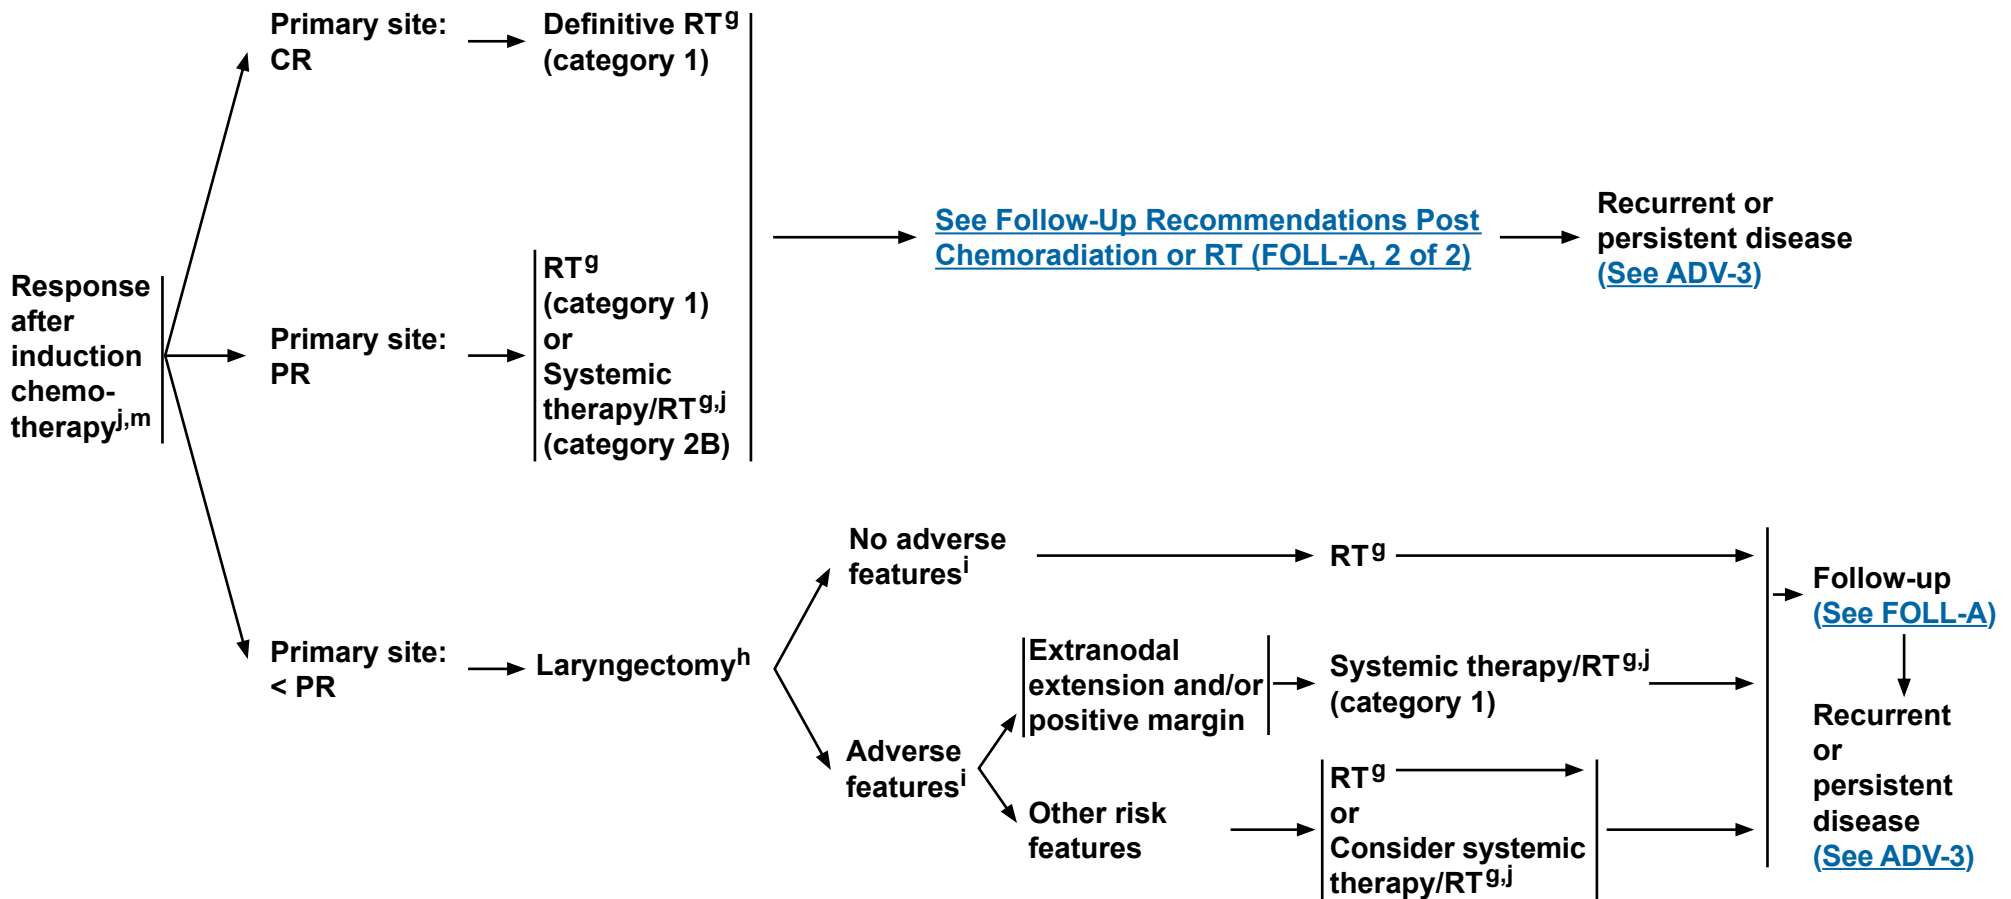 Primary site:
CR
Definitive RTg
(category 1)
Response
after
induction
chemo-
therapyj,m
Primary site:
PR
RTg
(category 1)
or
Systemic
therapy/RTg,j
(category 2B)
See Follow-Up Recommendations Post
Chemoradiation or RT (FOLL-A, 2 of 2)
Recurrent or
persistent disease
(See ADV-3)
Primary site:
< PR
Laryngectomyh
No adverse
featuresi
RTg
Adverse
featuresi
Extranodal
extension and/or
positive margin
Systemic therapy/RTg,j
(category 1)
Other risk
features
RTg
or
Consider systemic
therapy/RTg,j
Follow-up
(See FOLL-A)
Recurrent
or
persistent
disease
(See ADV-3)